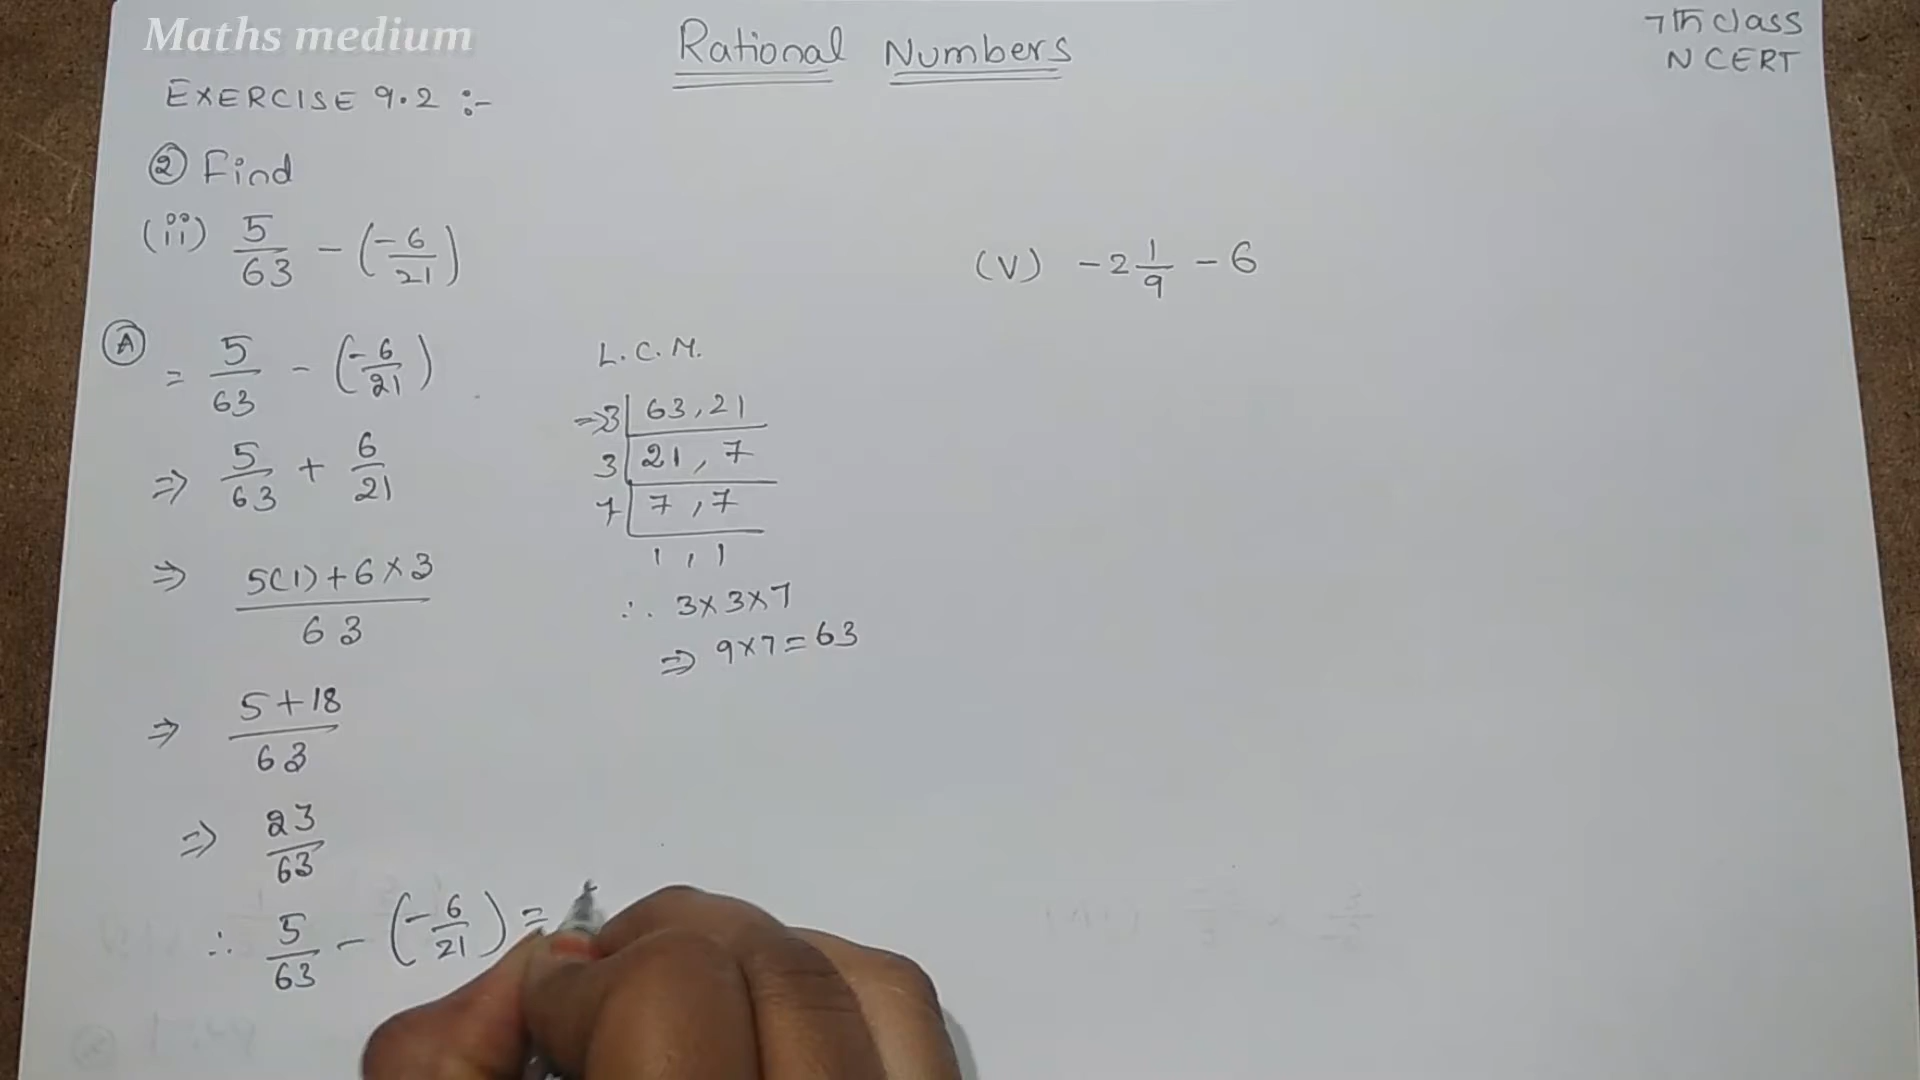 Maths medium
Rational Numbers
7th class
NCERT
EXERCISE 9.2 :-
② Find
(ii) 5/63 - (-6/21)
Ⓐ = 5/63 - (-6/21)
⇒ 5/63 + 6/21
⇒ 5(1)+6×3/63
⇒ 5+18/63
⇒ 23/63
∴ 5/63 - (-6/21) =
L.C.M.
⇒3|63,21
3|21,7
7|7,7
1,1
∴ 3×3×7
⇒ 9×7=63
(V) -2 1/9 - 6